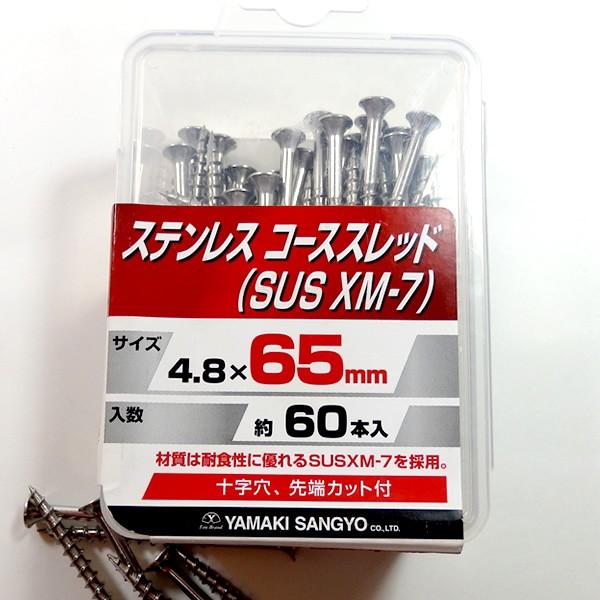 ステンレス コーススレッド
(SUS XM-7)
サイズ 4.8×65mm
入数 約 60本入
材質は耐食性に優れるSUSXM-7を採用。
十字穴、先端カット付
YAMAKI SANGYO CO.,LTD.